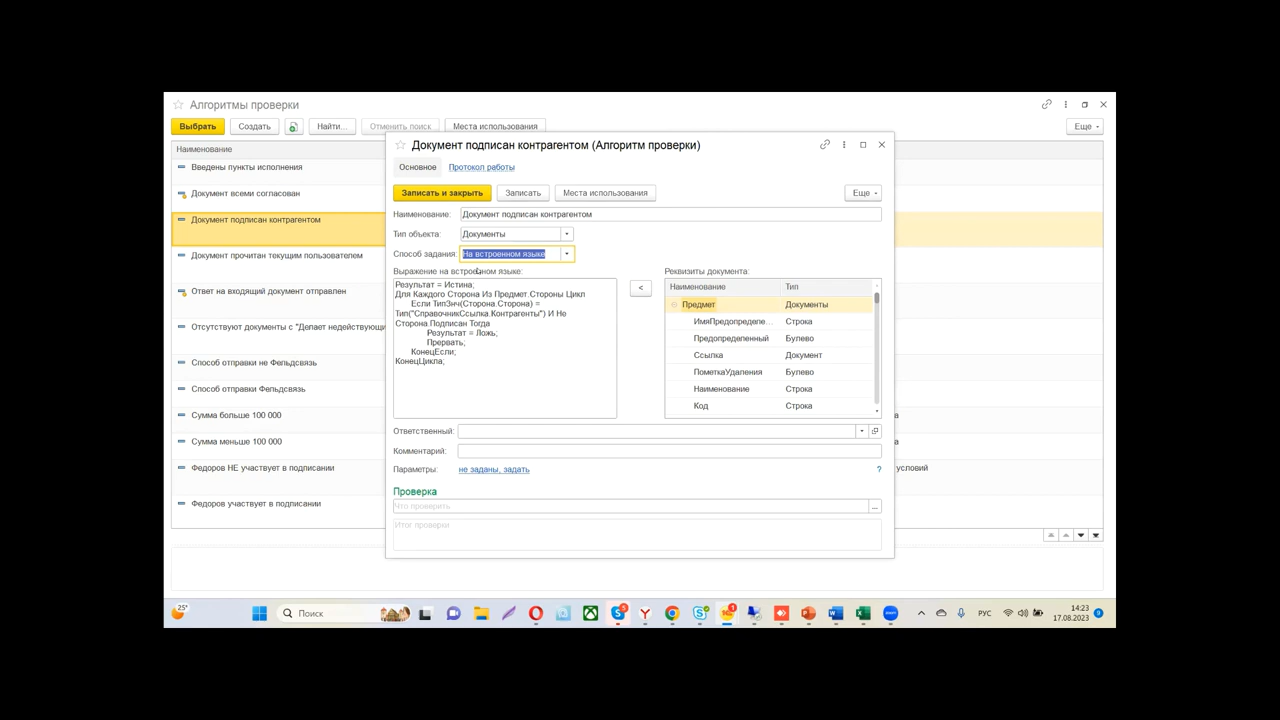 Алгоритмы проверки
Выбрать Создать Найти... Отменить поиск Места использования Еще
Наименование
Введены пункты исполнения
Документ всеми согласован
Документ подписан контрагентом
Документ прочитан текущим пользователем
Ответ на входящий документ отправлен
Отсутствуют документы с "Делает недействующи
Способ отправки не Фельдсвязь
Способ отправки Фельдсвязь
Сумма больше 100 000
а
Сумма меньше 100 000
а
Федоров НЕ участвует в подписании
условий
Федоров участвует в подписании
Документ подписан контрагентом (Алгоритм проверки)
Основное Протокол работы
Записать и закрыть Записать Места использования Еще
Наименование: Документ подписан контрагентом
Тип объекта: Документы
Способ задания: На встроенном языке
Выражение на встроенном языке:
Результат = Истина;
Для Каждого Сторона Из Предмет.Стороны Цикл
Если ТипЗнч(Сторона.Сторона) =
Тип("СправочникСсылка.Контрагенты") И Не
Сторона.Подписан Тогда
Результат = Ложь;
Прервать;
КонецЕсли;
КонецЦикла;
<
Реквизиты документа:
Наименование Тип
Предмет Документы
ИмяПредопределе... Строка
Предопределенный Булево
Ссылка Документ
ПометкаУдаления Булево
Наименование Строка
Код Строка
Ответственный:
Комментарий:
Параметры: не заданы, задать ?
Проверка
Что проверить ...
Итог проверки
25°
Поиск
5
1
РУС
14:23
17.08.2023